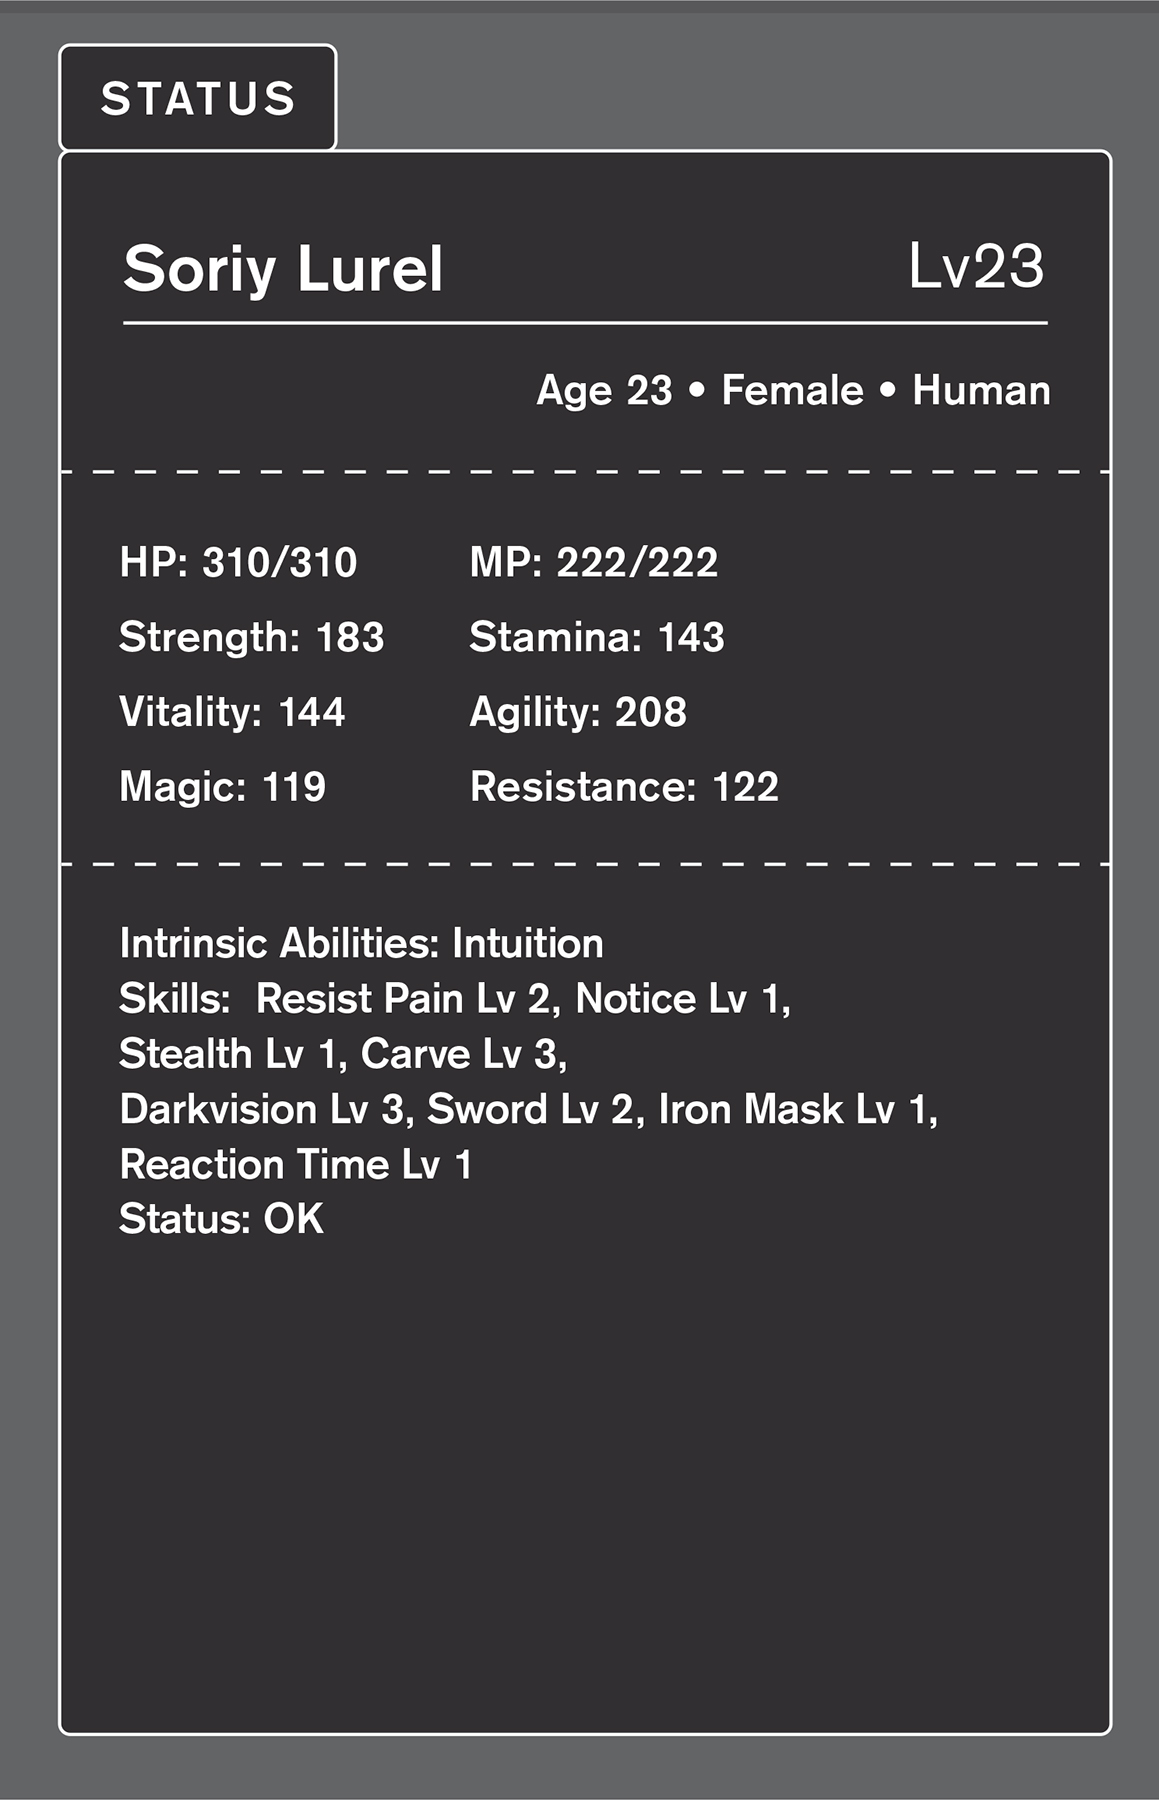 STATUS
Soriy Lurel Lv23
Age 23 • Female • Human
HP: 310/310 MP: 222/222
Strength: 183 Stamina: 143
Vitality: 144 Agility: 208
Magic: 119 Resistance: 122
Intrinsic Abilities: Intuition
Skills:  Resist Pain Lv 2, Notice Lv 1,
Stealth Lv 1, Carve Lv 3,
Darkvision Lv 3, Sword Lv 2, Iron Mask Lv 1,
Reaction Time Lv 1
Status: OK